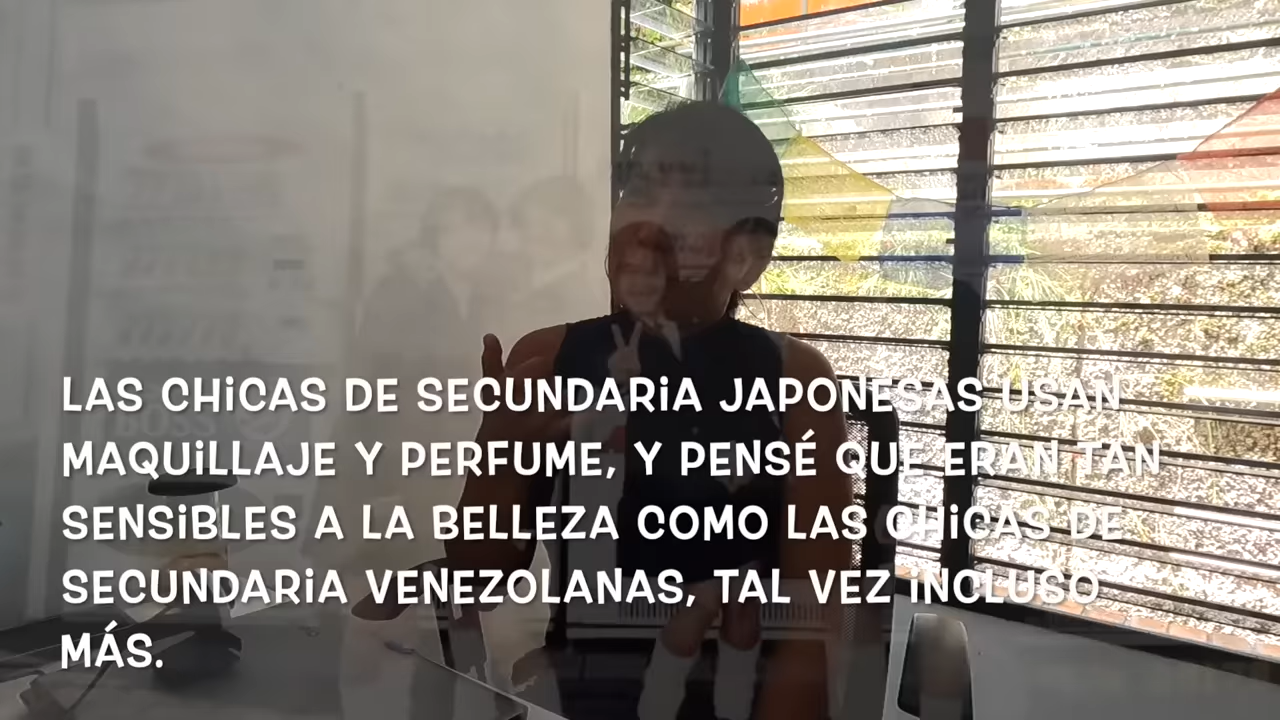 LAS CHiCAS DE SECUNDARiA JAPONESAS USAN
MAQUiLLAJE Y PERFUME, Y PENSÉ QUE ERAN TAN
SENSiBLES A LA BELLEZA COMO LAS CHiCAS DE
SECUNDARiA VENEZOLANAS, TAL VEZ iNCLUSO
MÁS.